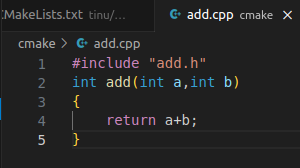 CMakeLists.txt tinu/... add.cpp cmake
cmake > add.cpp
1 #include "add.h"
2 int add(int a,int b)
3 {
4 return a+b;
5 }